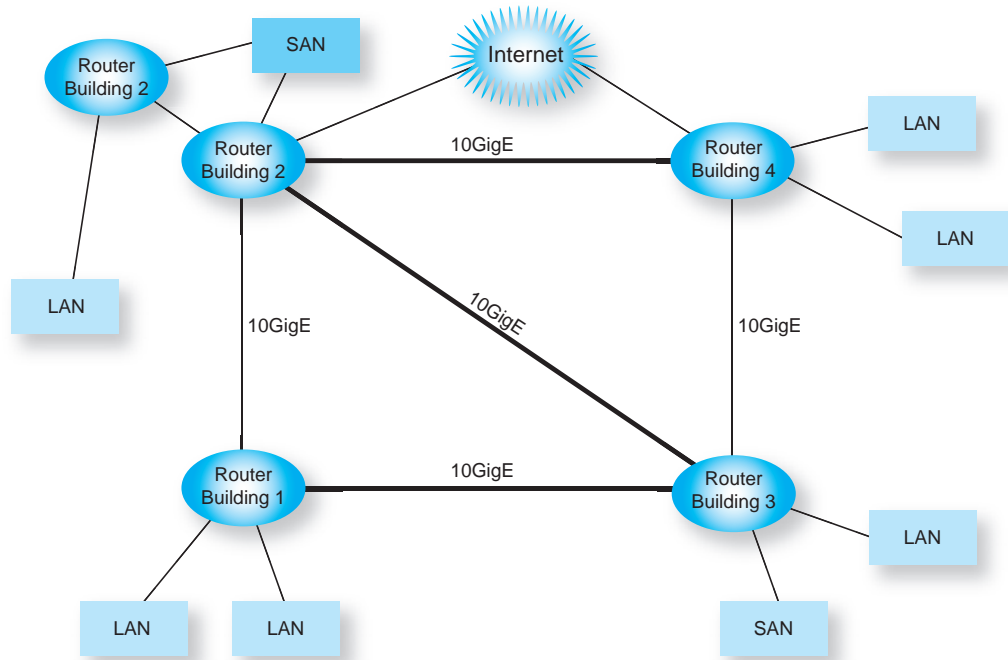 SAN
Internet
Router
Building 2
LAN
Router
Building 2
10GigE
Router
Building 4
LAN
LAN
10GigE
10GigE
10GigE
Router
Building 1
10GigE
Router
Building 3
LAN
LAN
LAN
SAN